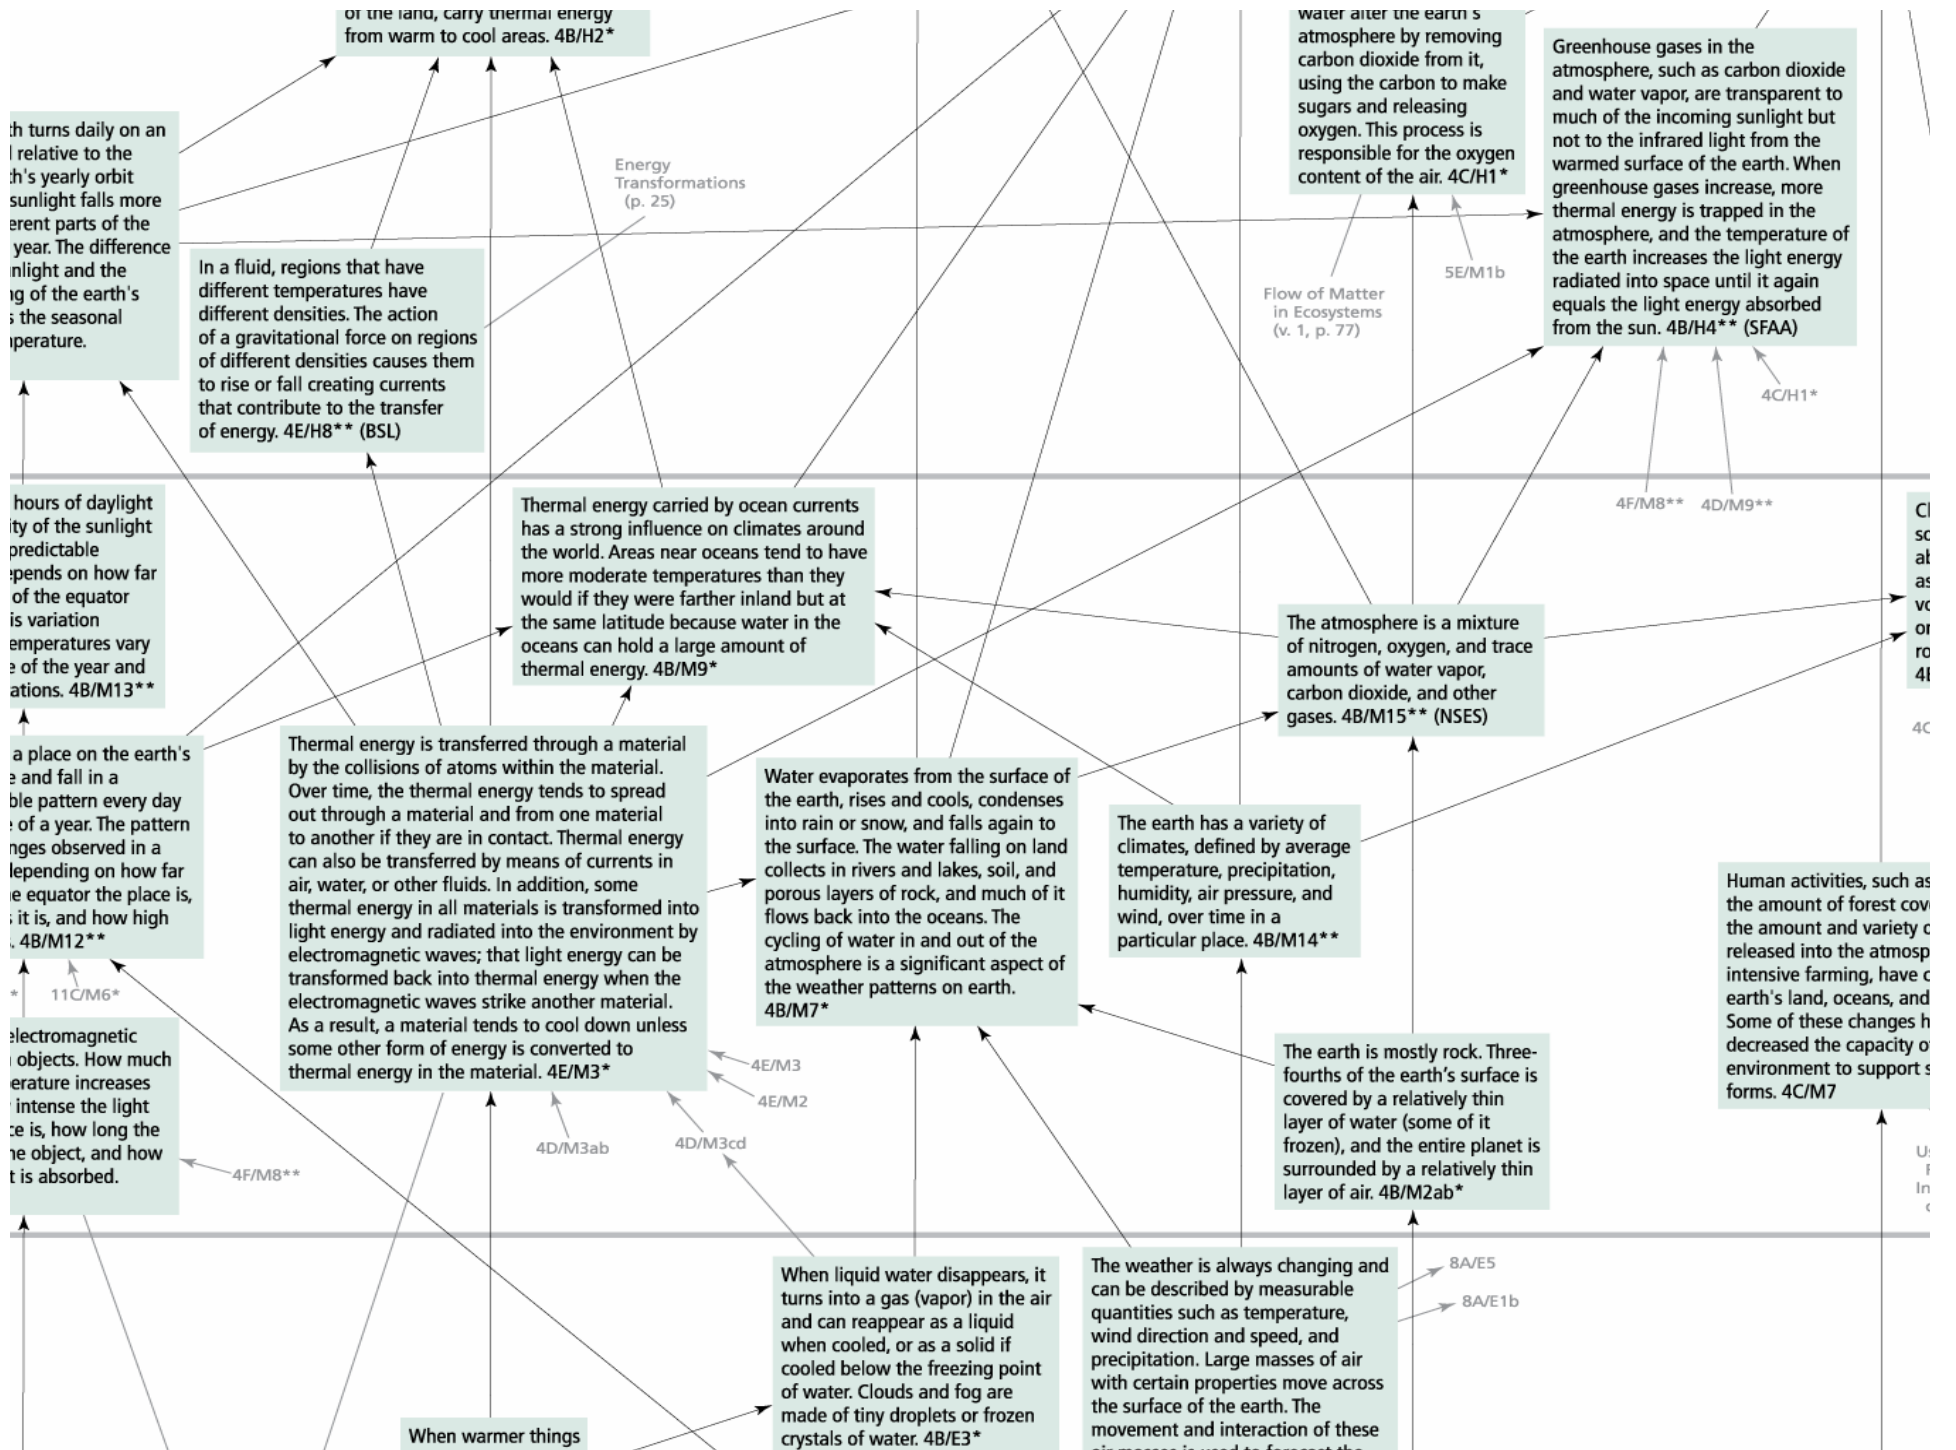 of the land, carry thermal energy
from warm to cool areas. 4B/H2*
water after the earth's
atmosphere by removing
carbon dioxide from it,
using the carbon to make
sugars and releasing
oxygen. This process is
responsible for the oxygen
content of the air. 4C/H1*
Greenhouse gases in the
atmosphere, such as carbon dioxide
and water vapor, are transparent to
much of the incoming sunlight but
not to the infrared light from the
warmed surface of the earth. When
greenhouse gases increase, more
thermal energy is trapped in the
atmosphere, and the temperature of
the earth increases the light energy
radiated into space until it again
equals the light energy absorbed
from the sun. 4B/H4** (SFAA)
th turns daily on an
relative to the
th's yearly orbit
sunlight falls more
erent parts of the
year. The difference
nlight and the
ng of the earth's
s the seasonal
perature.
Energy
Transformations
(p. 25)
In a fluid, regions that have
different temperatures have
different densities. The action
of a gravitational force on regions
of different densities causes them
to rise or fall creating currents
that contribute to the transfer
of energy. 4E/H8** (BSL)
5E/M1b
Flow of Matter
in Ecosystems
(v. 1, p. 77)
4C/H1*
4F/M8**
4D/M9**
hours of daylight
ity of the sunlight
predictable
epends on how far
of the equator
is variation
emperatures vary
e of the year and
ations. 4B/M13**
Thermal energy carried by ocean currents
has a strong influence on climates around
the world. Areas near oceans tend to have
more moderate temperatures than they
would if they were farther inland but at
the same latitude because water in the
oceans can hold a large amount of
thermal energy. 4B/M9*
The atmosphere is a mixture
of nitrogen, oxygen, and trace
amounts of water vapor,
carbon dioxide, and other
gases. 4B/M15** (NSES)
Cl
so
ab
as
vo
or
ro
4B
4C
a place on the earth's
e and fall in a
ble pattern every day
e of a year. The pattern
nges observed in a
depending on how far
e equator the place is,
s it is, and how high
. 4B/M12**
*
11C/M6*
Thermal energy is transferred through a material
by the collisions of atoms within the material.
Over time, the thermal energy tends to spread
out through a material and from one material
to another if they are in contact. Thermal energy
can also be transferred by means of currents in
air, water, or other fluids. In addition, some
thermal energy in all materials is transformed into
light energy and radiated into the environment by
electromagnetic waves; that light energy can be
transformed back into thermal energy when the
electromagnetic waves strike another material.
As a result, a material tends to cool down unless
some other form of energy is converted to
thermal energy in the material. 4E/M3*
Water evaporates from the surface of
the earth, rises and cools, condenses
into rain or snow, and falls again to
the surface. The water falling on land
collects in rivers and lakes, soil, and
porous layers of rock, and much of it
flows back into the oceans. The
cycling of water in and out of the
atmosphere is a significant aspect of
the weather patterns on earth.
4B/M7*
The earth has a variety of
climates, defined by average
temperature, precipitation,
humidity, air pressure, and
wind, over time in a
particular place. 4B/M14**
Human activities, such as
the amount of forest cov
the amount and variety o
released into the atmosp
intensive farming, have c
earth's land, oceans, and
Some of these changes h
decreased the capacity o
environment to support s
forms. 4C/M7
electromagnetic
objects. How much
erature increases
intense the light
ce is, how long the
e object, and how
t is absorbed.
4F/M8**
4E/M3
4E/M2
4D/M3ab
4D/M3cd
The earth is mostly rock. Three-
fourths of the earth's surface is
covered by a relatively thin
layer of water (some of it
frozen), and the entire planet is
surrounded by a relatively thin
layer of air. 4B/M2ab*
Us
In
When liquid water disappears, it
turns into a gas (vapor) in the air
and can reappear as a liquid
when cooled, or as a solid if
cooled below the freezing point
of water. Clouds and fog are
made of tiny droplets or frozen
crystals of water. 4B/E3*
The weather is always changing and
can be described by measurable
quantities such as temperature,
wind direction and speed, and
precipitation. Large masses of air
with certain properties move across
the surface of the earth. The
movement and interaction of these
air masses is used to forecast the
8A/E5
8A/E1b
When warmer things